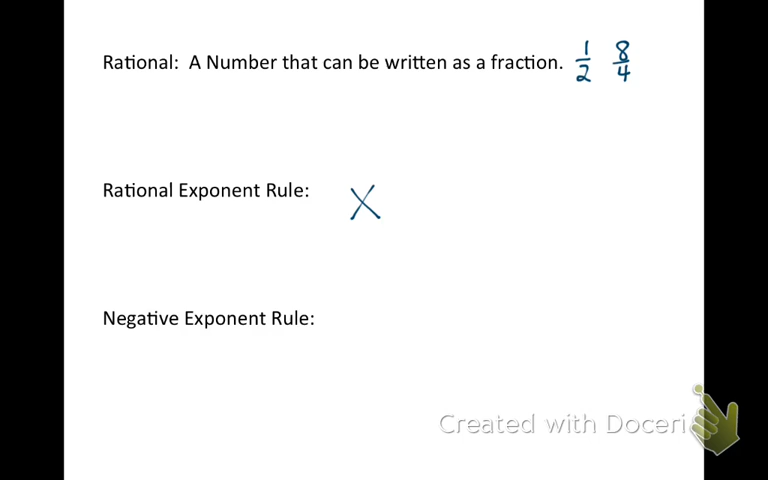 Rational: A Number that can be written as a fraction. 1/2 8/4
Rational Exponent Rule: X
Negative Exponent Rule:
Created with Doceri